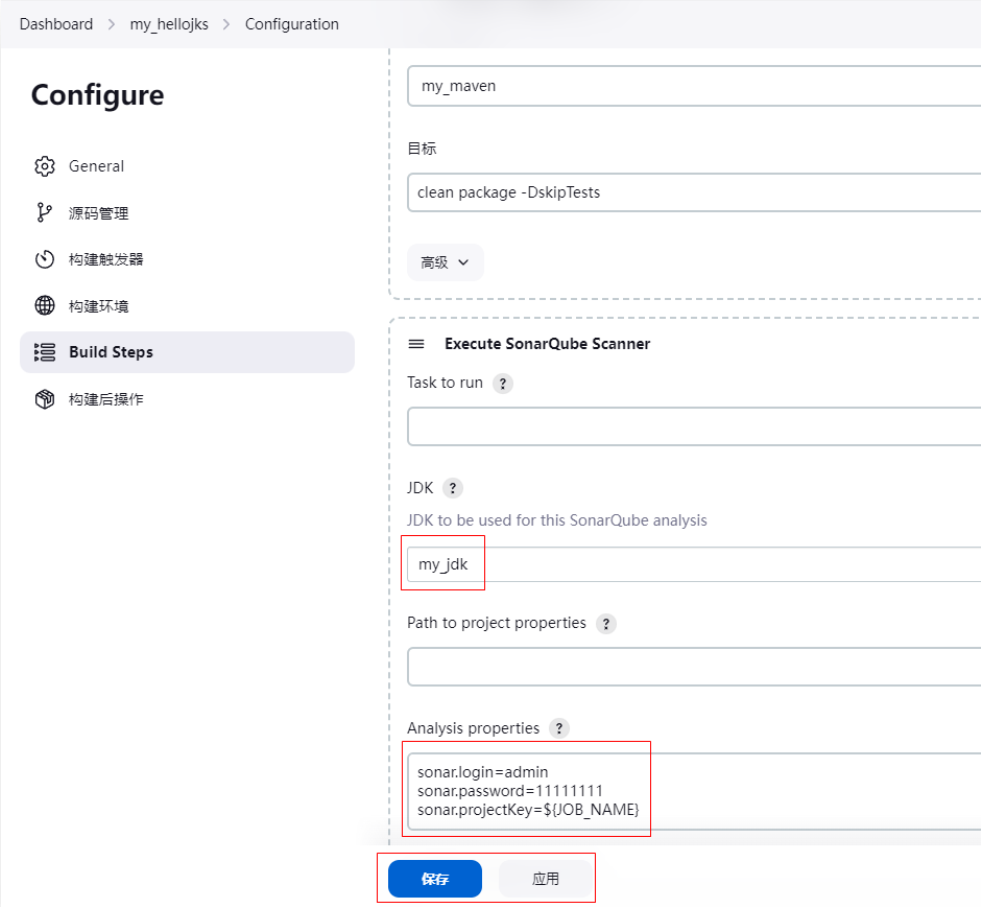 Dashboard > my_hellojks > Configuration
Configure
General
源码管理
构建触发器
构建环境
Build Steps
构建后操作
my_maven
目标
clean package -DskipTests
高级
Execute SonarQube Scanner
Task to run ?
JDK ?
JDK to be used for this SonarQube analysis
my_jdk
Path to project properties ?
Analysis properties ?
sonar.login=admin
sonar.password=11111111
sonar.projectKey=${JOB_NAME}
保存 应用